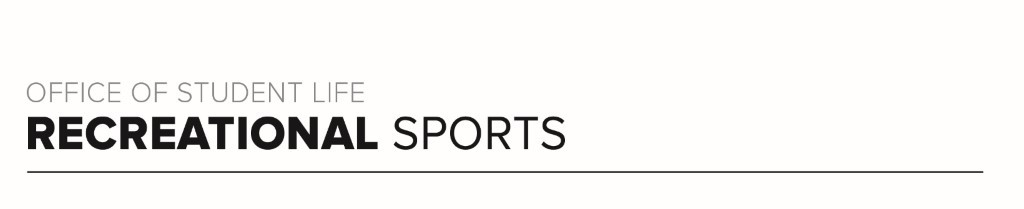 OFFICE OF STUDENT LIFE
RECREATIONAL SPORTS